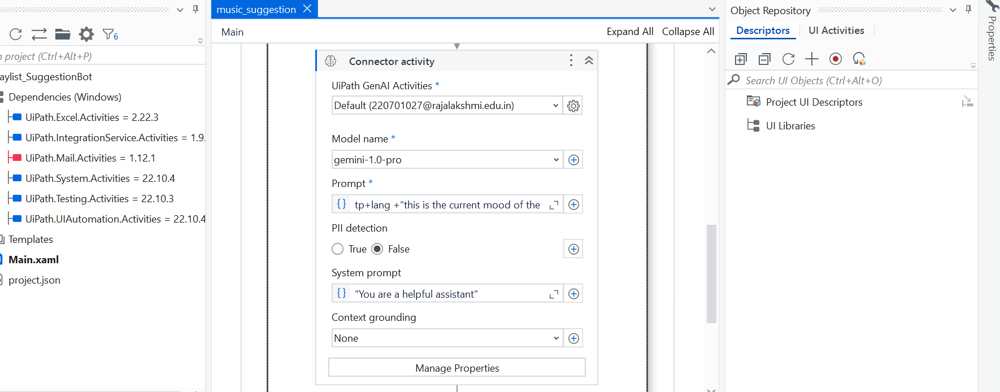 6
n project (Ctrl+Alt+P)
aylist_SuggestionBot
Dependencies (Windows)
UiPath.Excel.Activities = 2.22.3
UiPath.IntegrationService.Activities = 1.9.
UiPath.Mail.Activities = 1.12.1
UiPath.System.Activities = 22.10.4
UiPath.Testing.Activities = 22.10.3
UiPath.UIAutomation.Activities = 22.10.4
Templates
Main.xaml
project.json
music_suggestion
Main
Expand All
Collapse All
Connector activity
UiPath GenAI Activities *
Default (220701027@rajalakshmi.edu.in)
Model name *
gemini-1.0-pro
Prompt *
{} tp+lang +"this is the current mood of the
PII detection
True
False
System prompt
{} "You are a helpful assistant"
Context grounding
None
Manage Properties
Object Repository
Descriptors
UI Activities
Search UI Objects (Ctrl+Alt+O)
Project UI Descriptors
UI Libraries
Properties